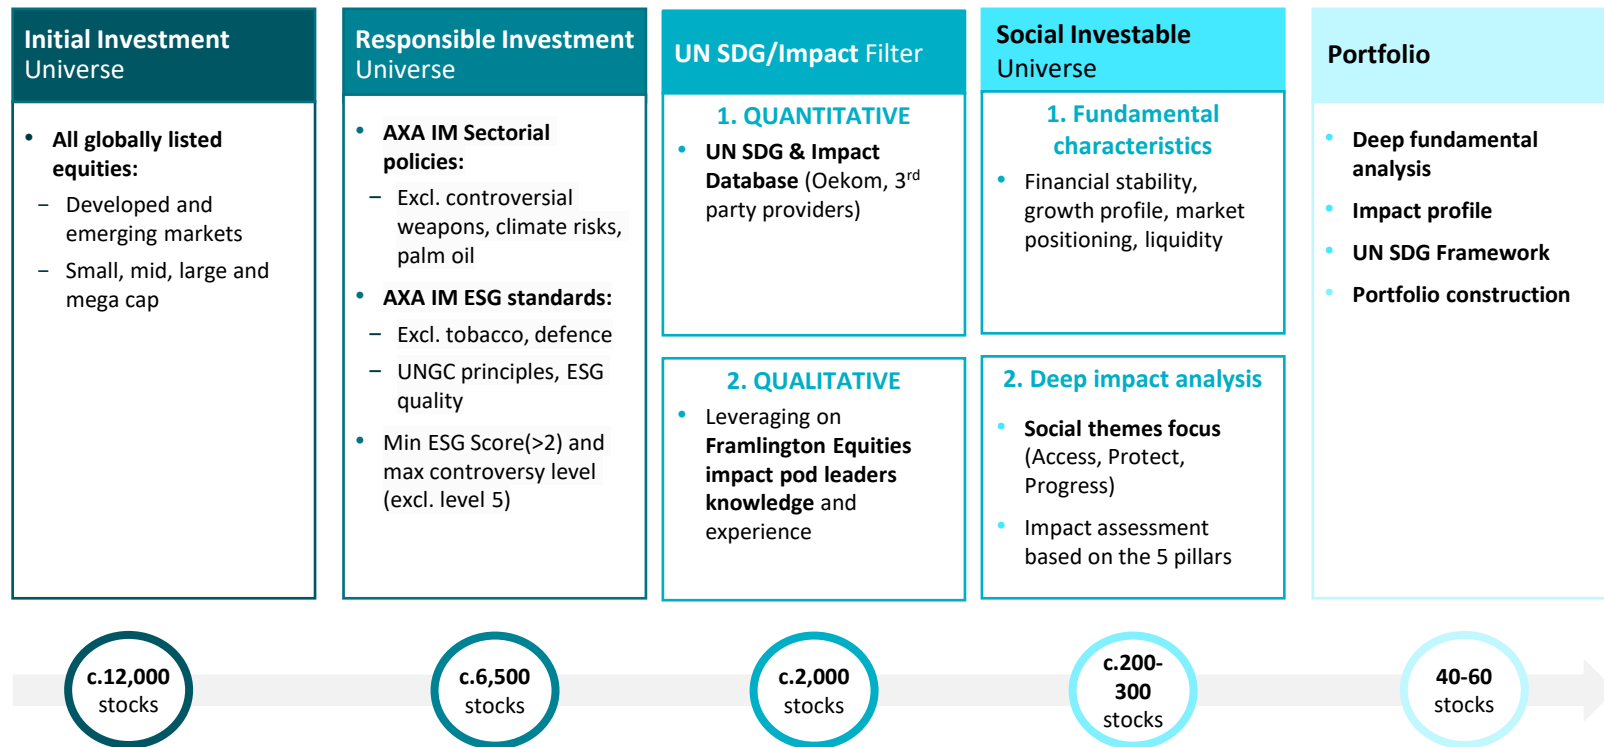 Initial Investment
Universe
• All globally listed
equities:
– Developed and
emerging markets
– Small, mid, large and
mega cap
Responsible Investment
Universe
• AXA IM Sectorial
policies:
– Excl. controversial
weapons, climate risks,
palm oil
• AXA IM ESG standards:
– Excl. tobacco, defence
– UNGC principles, ESG
quality
• Min ESG Score(>2) and
max controversy level
(excl. level 5)
UN SDG/Impact Filter
1. QUANTITATIVE
• UN SDG & Impact
Database (Oekom, 3rd
party providers)
2. QUALITATIVE
• Leveraging on
Framlington Equities
impact pod leaders
knowledge and
experience
Social Investable
Universe
1. Fundamental
characteristics
• Financial stability,
growth profile, market
positioning, liquidity
2. Deep impact analysis
• Social themes focus
(Access, Protect,
Progress)
• Impact assessment
based on the 5 pillars
Portfolio
• Deep fundamental
analysis
• Impact profile
• UN SDG Framework
• Portfolio construction
c.12,000
stocks
c.6,500
stocks
c.2,000
stocks
c.200-
300
stocks
40-60
stocks